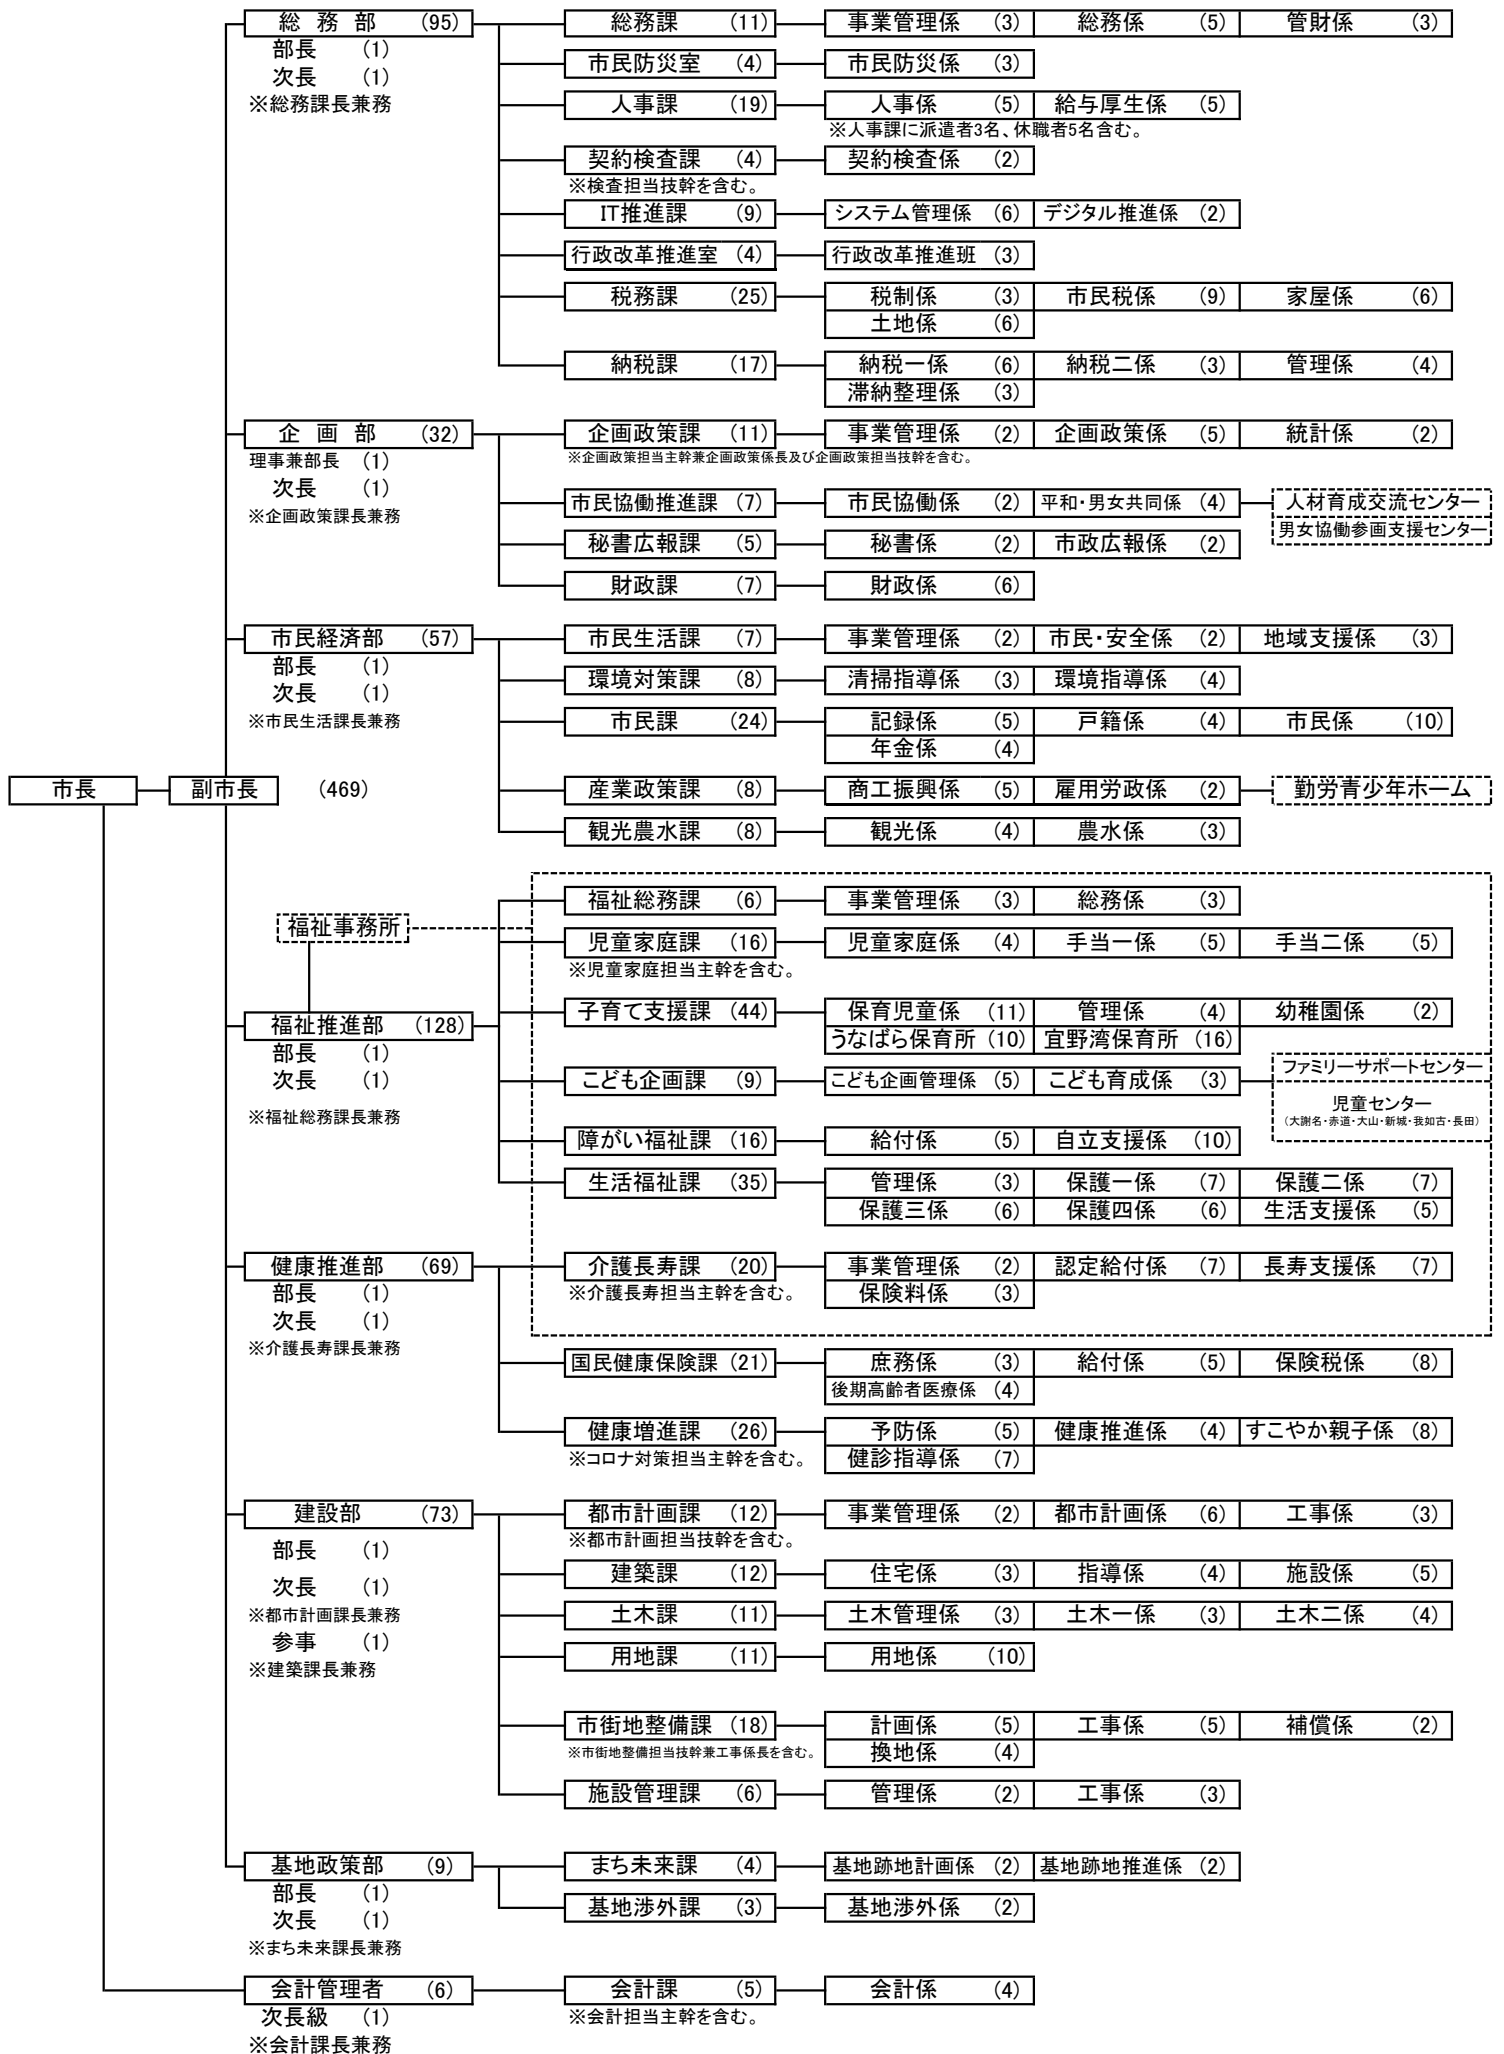 総務部 (95) 総務課 (11) 事業管理係 (3) 総務係 (5) 管財係 (3)
部長 (1)
次長 (1) 市民防災室 (4) 市民防災係 (3)
※総務課長兼務 人事課 (19) 人事係 (5) 給与厚生係 (5)
※人事課に派遣者3名、休職者5名含む。
契約検査課 (4) 契約検査係 (2)
※検査担当技幹を含む。
IT推進課 (9) システム管理係 (6) デジタル推進係 (2)
行政改革推進室 (4) 行政改革推進班 (3)
税務課 (25) 税制係 (3) 市民税係 (9) 家屋係 (6)
土地係 (6)
納税課 (17) 納税一係 (6) 納税二係 (3) 管理係 (4)
滞納整理係 (3)
企画部 (32) 企画政策課 (11) 事業管理係 (2) 企画政策係 (5) 統計係 (2)
理事兼部長 (1) ※企画政策担当主幹兼企画政策係長及び企画政策担当技幹を含む。
次長 (1) 市民協働推進課 (7) 市民協働係 (2) 平和・男女共同係 (4) 人材育成交流センター
※企画政策課長兼務 男女協働参画支援センター
秘書広報課 (5) 秘書係 (2) 市政広報係 (2)
財政課 (7) 財政係 (6)
市民経済部 (57) 市民生活課 (7) 事業管理係 (2) 市民・安全係 (2) 地域支援係 (3)
部長 (1)
次長 (1) 環境対策課 (8) 清掃指導係 (3) 環境指導係 (4)
※市民生活課長兼務 市民課 (24) 記録係 (5) 戸籍係 (4) 市民係 (10)
年金係 (4)
市長 副市長 (469) 産業政策課 (8) 商工振興係 (5) 雇用労政係 (2) 勤労青少年ホーム
観光農水課 (8) 観光係 (4) 農水係 (3)
福祉総務課 (6) 事業管理係 (3) 総務係 (3)
福祉事務所
児童家庭課 (16) 児童家庭係 (4) 手当一係 (5) 手当二係 (5)
※児童家庭担当主幹を含む。
子育て支援課 (44) 保育児童係 (11) 管理係 (4) 幼稚園係 (2)
福祉推進部 (128)
うなばら保育所 (10) 宜野湾保育所 (16)
部長 (1)
次長 (1) こども企画課 (9) こども企画管理係 (5) こども育成係 (3) ファミリーサポートセンター
※福祉総務課長兼務 児童センター
(大謝名・赤道・大山・新城・我如古・長田)
障がい福祉課 (16) 給付係 (5) 自立支援係 (10)
生活福祉課 (35) 管理係 (3) 保護一係 (7) 保護二係 (7)
保護三係 (6) 保護四係 (6) 生活支援係 (5)
健康推進部 (69) 介護長寿課 (20) 事業管理係 (2) 認定給付係 (7) 長寿支援係 (7)
部長 (1) ※介護長寿担当主幹を含む。 保険料係 (3)
次長 (1)
※介護長寿課長兼務
国民健康保険課 (21) 庶務係 (3) 給付係 (5) 保険税係 (8)
後期高齢者医療係 (4)
健康増進課 (26) 予防係 (5) 健康推進係 (4) すこやか親子係 (8)
※コロナ対策担当主幹を含む。 健診指導係 (7)
建設部 (73) 都市計画課 (12) 事業管理係 (2) 都市計画係 (6) 工事係 (3)
部長 (1) ※都市計画担当技幹を含む。
次長 (1) 建築課 (12) 住宅係 (3) 指導係 (4) 施設係 (5)
※都市計画課長兼務 土木課 (11) 土木管理係 (3) 土木一係 (3) 土木二係 (4)
参事 (1)
※建築課長兼務 用地課 (11) 用地係 (10)
市街地整備課 (18) 計画係 (5) 工事係 (5) 補償係 (2)
※市街地整備担当技幹兼工事係長を含む。 換地係 (4)
施設管理課 (6) 管理係 (2) 工事係 (3)
基地政策部 (9) まち未来課 (4) 基地跡地計画係 (2) 基地跡地推進係 (2)
部長 (1)
次長 (1) 基地渉外課 (3) 基地渉外係 (2)
※まち未来課長兼務
会計管理者 (6) 会計課 (5) 会計係 (4)
次長級 (1) ※会計担当主幹を含む。
※会計課長兼務